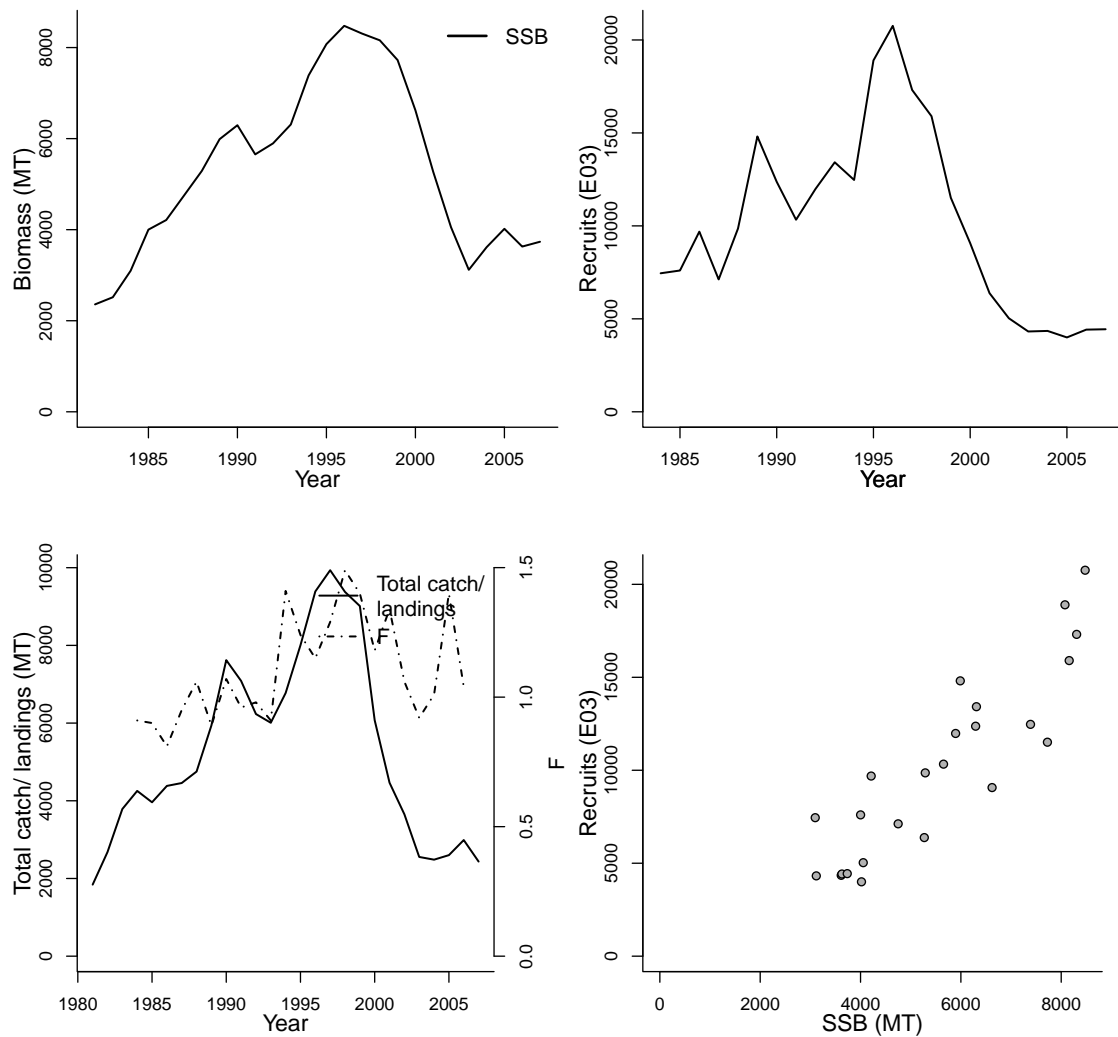 SSB
Biomass (MT)
0 2000 4000 6000 8000
1985 1990 1995 2000 2005
Year
Recruits (E03)
0 5000 10000 15000 20000
1985 1990 1995 2000 2005
Year
Total catch/
landings
F
Total catch/ landings (MT)
0 2000 4000 6000 8000 10000
0.0 0.5 1.0 1.5
F
1980 1985 1990 1995 2000 2005
Year
Recruits (E03)
0 5000 10000 15000 20000
0 2000 4000 6000 8000
SSB (MT)